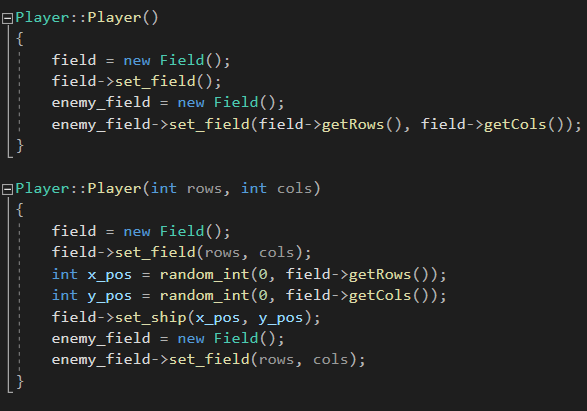 Player::Player()
{
field = new Field();
field->set_field();
enemy_field = new Field();
enemy_field->set_field(field->getRows(), field->getCols());
}
Player::Player(int rows, int cols)
{
field = new Field();
field->set_field(rows, cols);
int x_pos = random_int(0, field->getRows());
int y_pos = random_int(0, field->getCols());
field->set_ship(x_pos, y_pos);
enemy_field = new Field();
enemy_field->set_field(rows, cols);
}